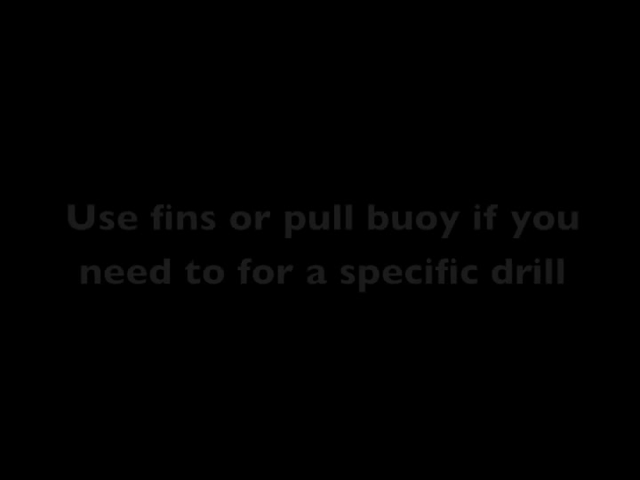 Use fins or pull buoy if you
need to for a specific drill